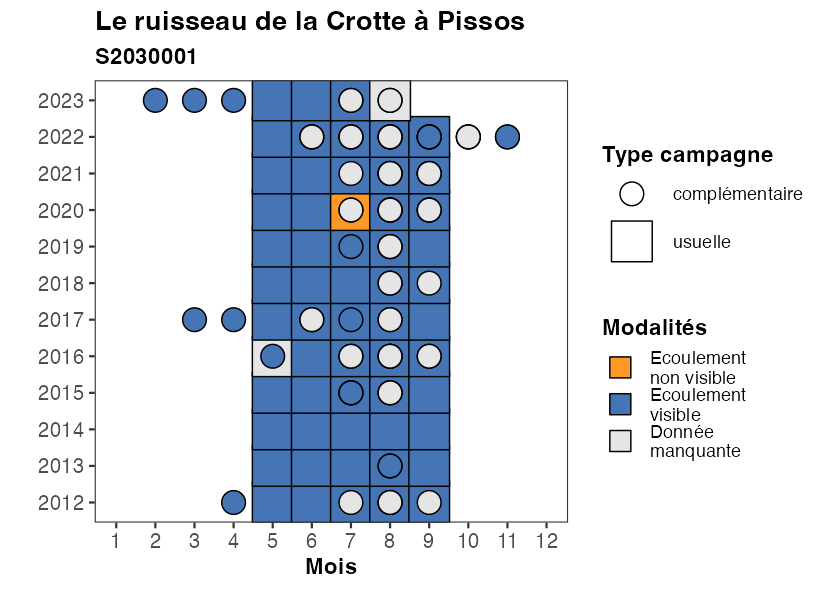 Le ruisseau de la Crotte à Pissos
S2030001
2023
2022
2021
2020
2019
2018
2017
2016
2015
2014
2013
2012
1 2 3 4 5 6 7 8 9 10 11 12
Mois
Type campagne
complémentaire
usuelle
Modalités
Ecoulement
non visible
Ecoulement
visible
Donnée
manquante